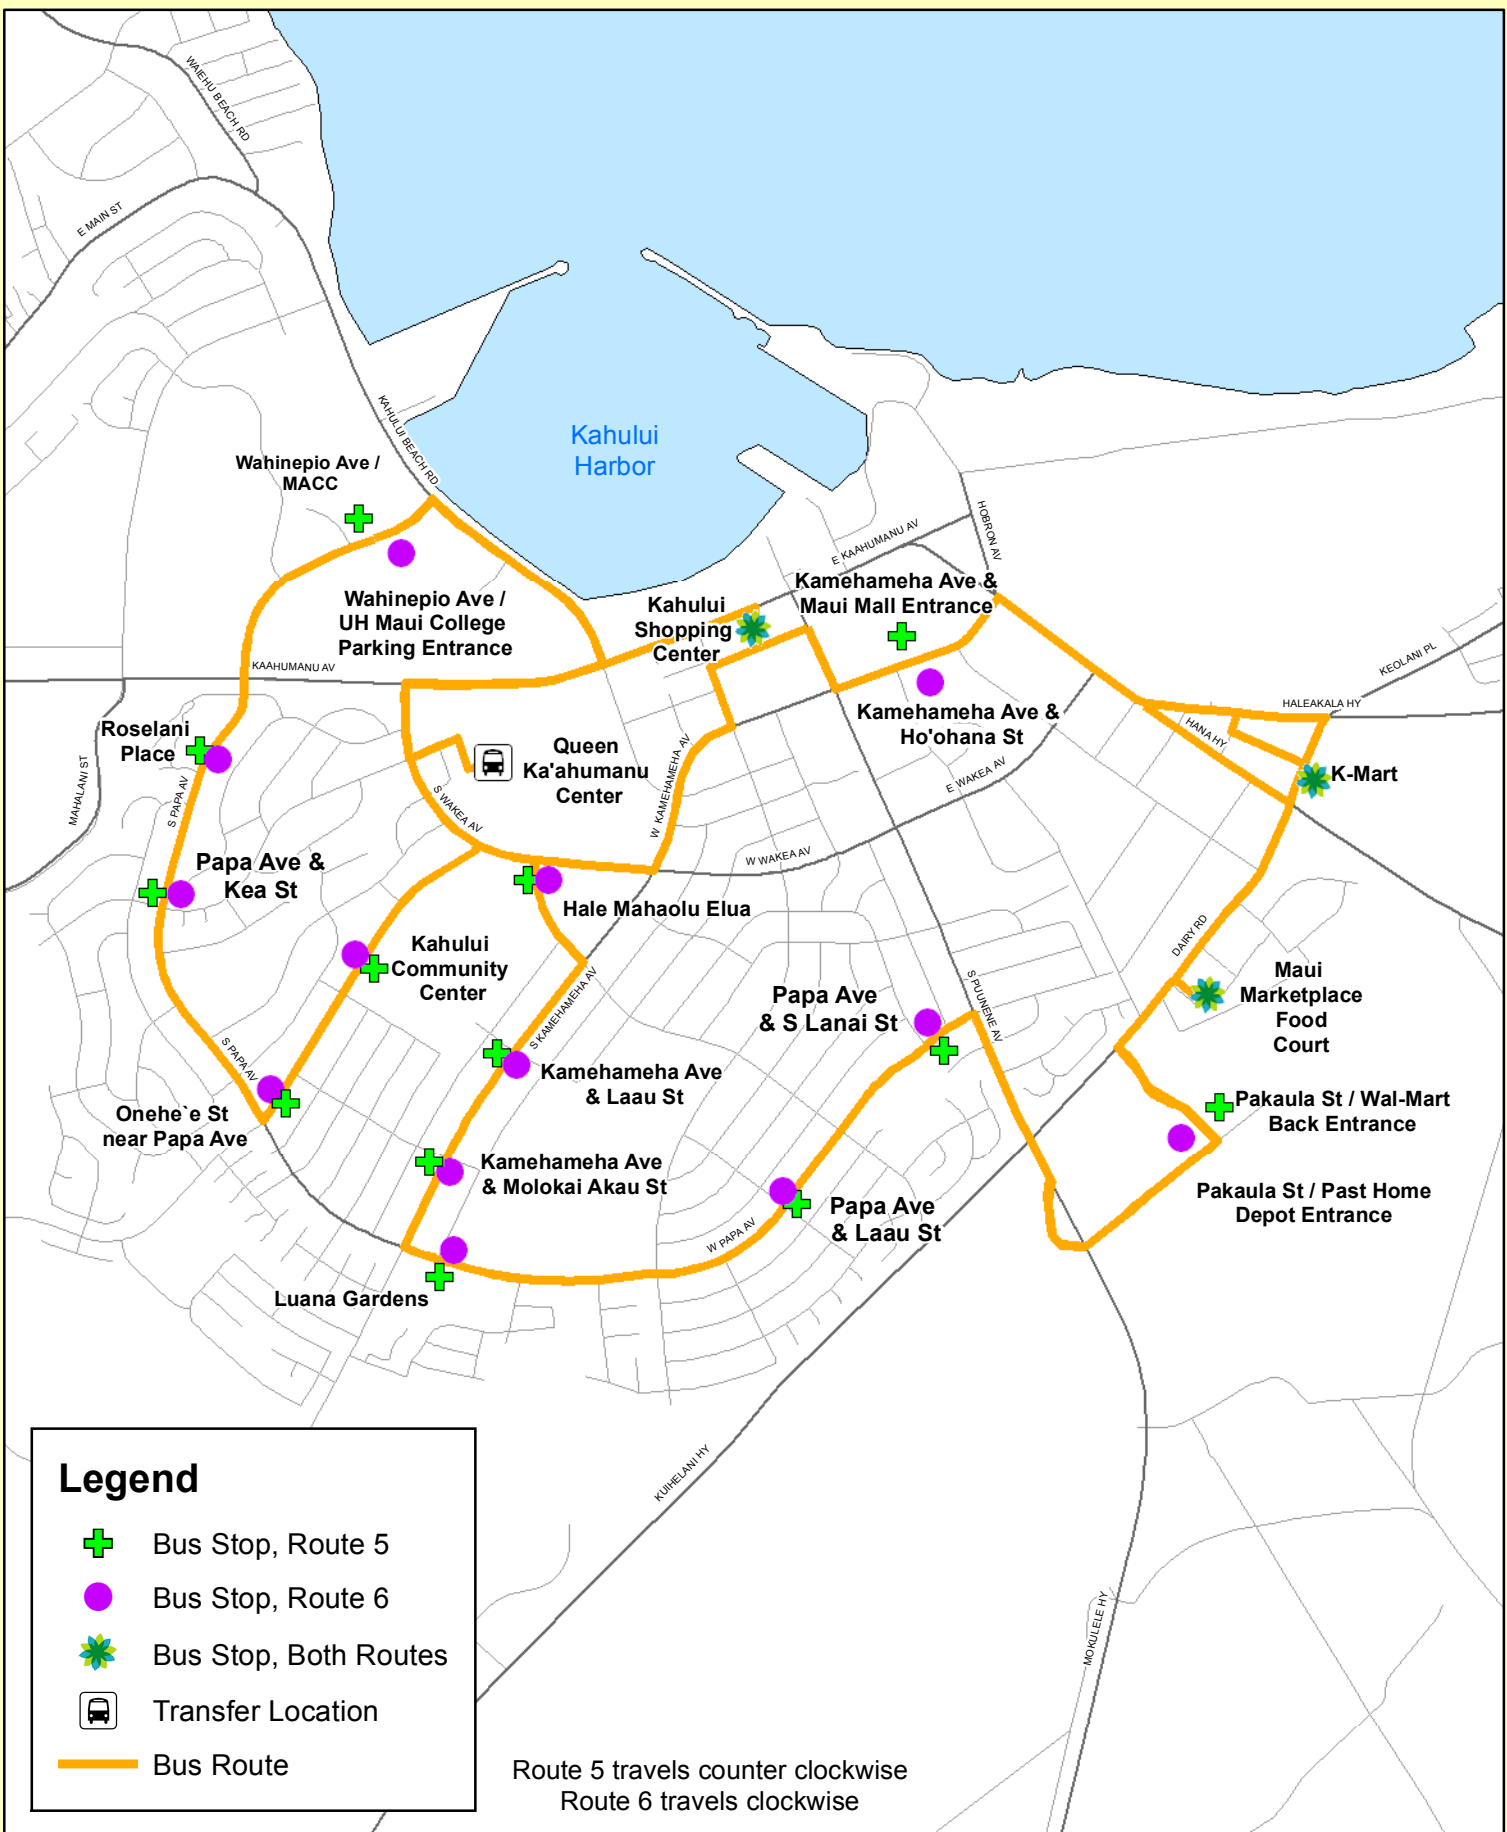 WAIEHU BEACH RD
E MAIN ST
KAHULUI BEACH RD
Kahului
Harbor
Wahinepio Ave /
MACC
HOBRON AV
E KAAHUMANU AV
Kamehameha Ave &
Maui Mall Entrance
Wahinepio Ave /
UH Maui College
Parking Entrance
Kahului
Shopping
Center
KAAHUMANU AV
KEOLANI PL
HALEAKALA HY
HANA HY
Kamehameha Ave &
Ho'ohana St
Roselani
Place
MAHALANI ST
S PAPA AV
Queen
Ka'ahumanu
Center
W KAMEHAMEHA AV
S WAKEA AV
E WAKEA AV
K-Mart
W WAKEA AV
Papa Ave &
Kea St
Hale Mahaolu Elua
Kahului
Community
Center
DAIRY RD
S KAMEHAMEHA AV
Papa Ave
& S Lanai St
S PUUNENE AV
Maui
Marketplace
Food
Court
S PAPA AV
Kamehameha Ave
& Laau St
Onehe`e St
near Papa Ave
Pakaula St / Wal-Mart
Back Entrance
Kamehameha Ave
& Molokai Akau St
Pakaula St / Past Home
Depot Entrance
Papa Ave
& Laau St
W PAPA AV
Luana Gardens
KUIHELANI HY
MOKULELE HY
Legend
Bus Stop, Route 5
Bus Stop, Route 6
Bus Stop, Both Routes
Transfer Location
Bus Route
Route 5 travels counter clockwise
Route 6 travels clockwise